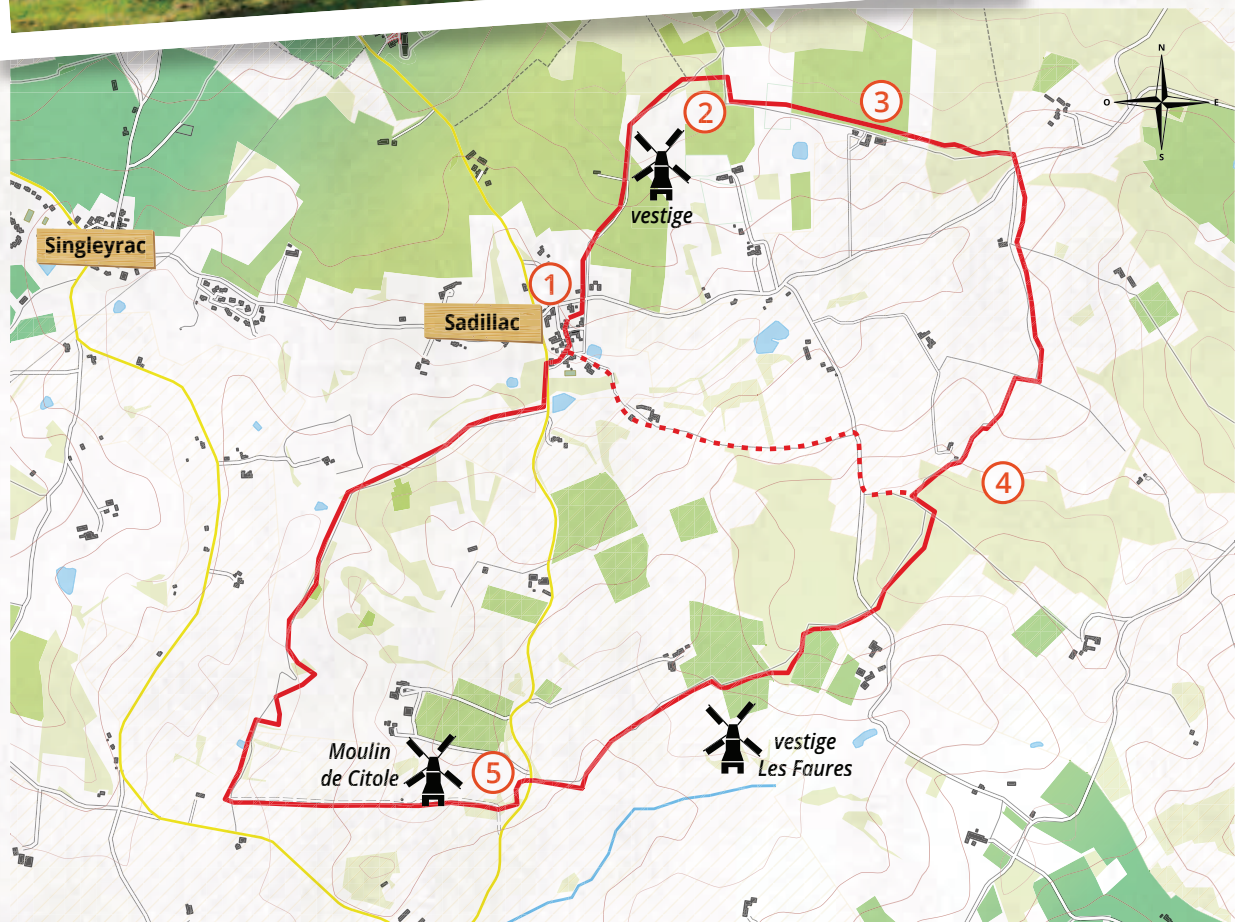 N
O
E
S
2
3
vestige
Singleyrac
1
Sadillac
4
Moulin
de Citole
5
vestige
Les Faures